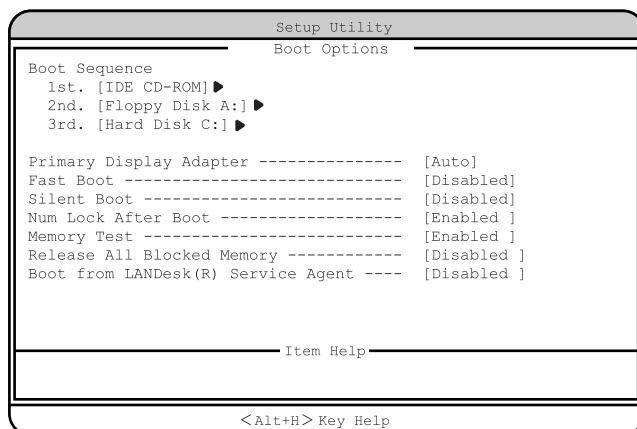 Setup Utility
Boot Options
Boot Sequence
1st. [IDE CD-ROM]▶
2nd. [Floppy Disk A:]▶
3rd. [Hard Disk C:]▶
Primary Display Adapter --------------- [Auto]
Fast Boot ----------------------------- [Disabled]
Silent Boot --------------------------- [Disabled]
Num Lock After Boot ------------------- [Enabled ]
Memory Test --------------------------- [Enabled ]
Release All Blocked Memory ------------ [Disabled ]
Boot from LANDesk(R) Service Agent ---- [Disabled ]
Item Help
<Alt+H> Key Help